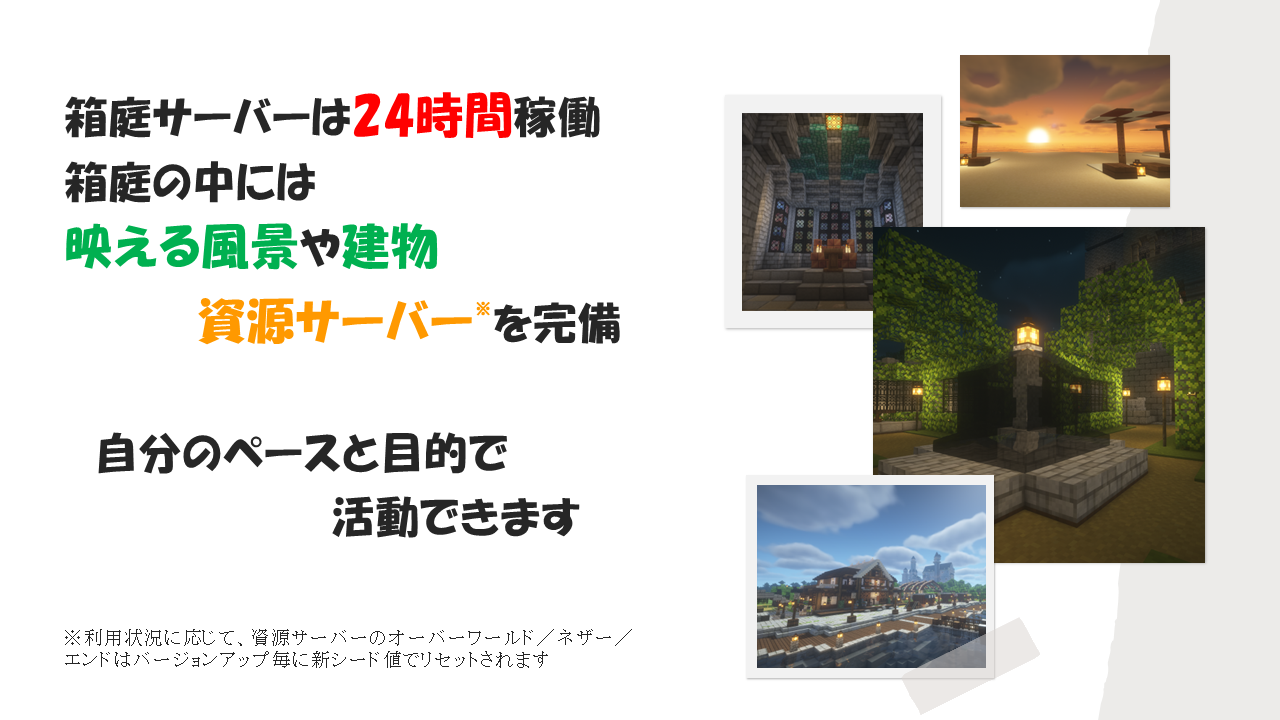 箱庭サーバーは24時間稼働
箱庭の中には
映える風景や建物
資源サーバー※を完備
自分のペースと目的で
活動できます
※利用状況に応じて、資源サーバーのオーバーワールド／ネザー／
エンドはバージョンアップ毎に新シード値でリセットされます